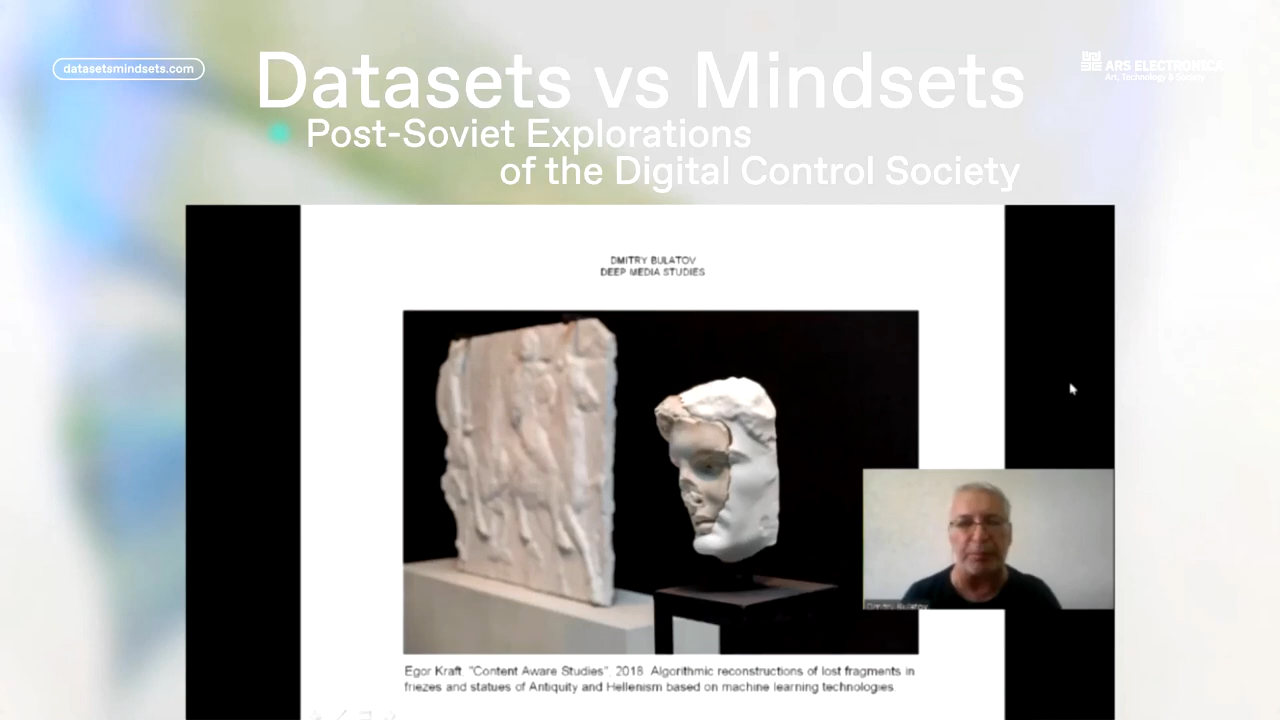 datasetsmindsets.com
Datasets vs Mindsets
Post-Soviet Explorations
of the Digital Control Society
ARS ELECTRONICA
Art, Technology & Society
DMITRY BULATOV
DEEP MEDIA STUDIES
Dmitry Bulatov
Egor Kraft. "Content Aware Studies". 2018. Algorithmic reconstructions of lost fragments in
friezes and statues of Antiquity and Hellenism based on machine learning technologies.